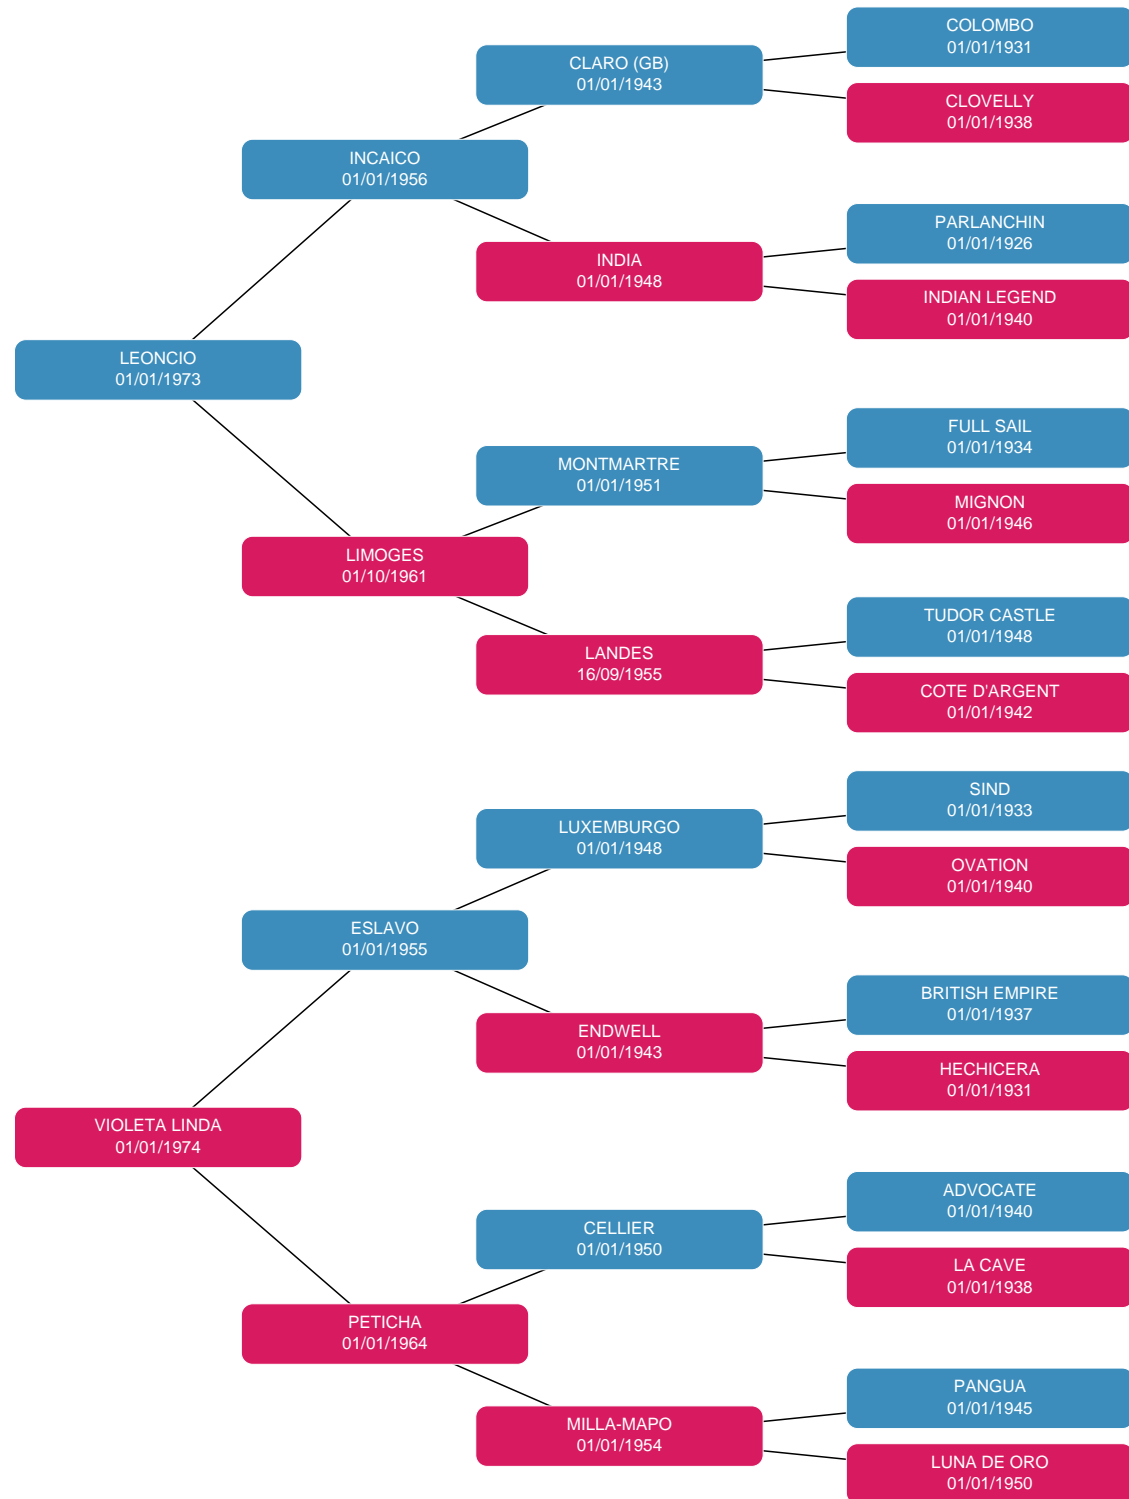 COLOMBO
01/01/1931
CLARO (GB)
01/01/1943
CLOVELLY
01/01/1938
INCAICO
01/01/1956
PARLANCHIN
01/01/1926
INDIA
01/01/1948
INDIAN LEGEND
01/01/1940
LEONCIO
01/01/1973
FULL SAIL
01/01/1934
MONTMARTRE
01/01/1951
MIGNON
01/01/1946
LIMOGES
01/10/1961
TUDOR CASTLE
01/01/1948
LANDES
16/09/1955
COTE D'ARGENT
01/01/1942
SIND
01/01/1933
LUXEMBURGO
01/01/1948
OVATION
01/01/1940
ESLAVO
01/01/1955
BRITISH EMPIRE
01/01/1937
ENDWELL
01/01/1943
HECHICERA
01/01/1931
VIOLETA LINDA
01/01/1974
ADVOCATE
01/01/1940
CELLIER
01/01/1950
LA CAVE
01/01/1938
PETICHA
01/01/1964
PANGUA
01/01/1945
MILLA-MAPO
01/01/1954
LUNA DE ORO
01/01/1950